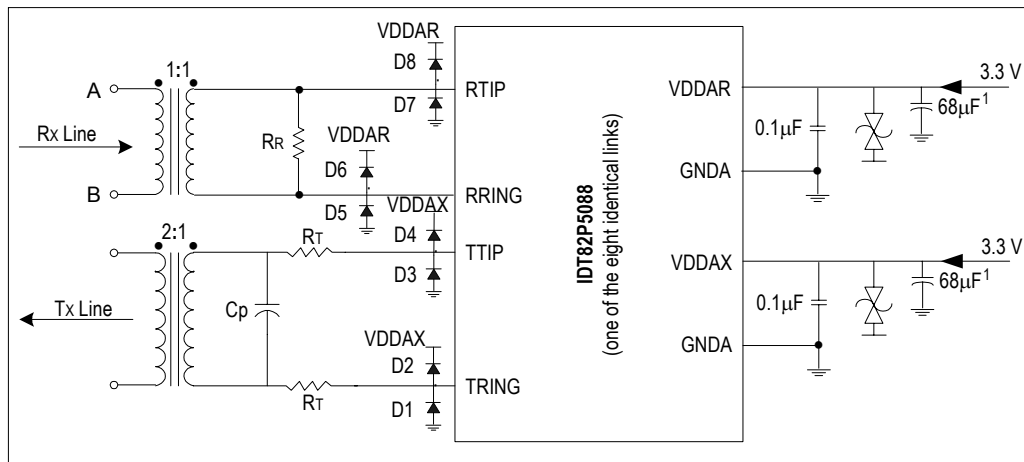 VDDAR
D8
D7
1:1
A
B
Rx Line
RR
VDDAR
D6
D5
RTIP
RRING
VDDAX
D4
D3
2:1
RT
TTIP
Tx Line
Cp
VDDAX
D2
D1
RT
TRING
IDT82P5088
(one of the eight identical links)
VDDAR
3.3 V
0.1µF
68µF¹
GNDA
VDDAX
3.3 V
0.1µF
68µF¹
GNDA